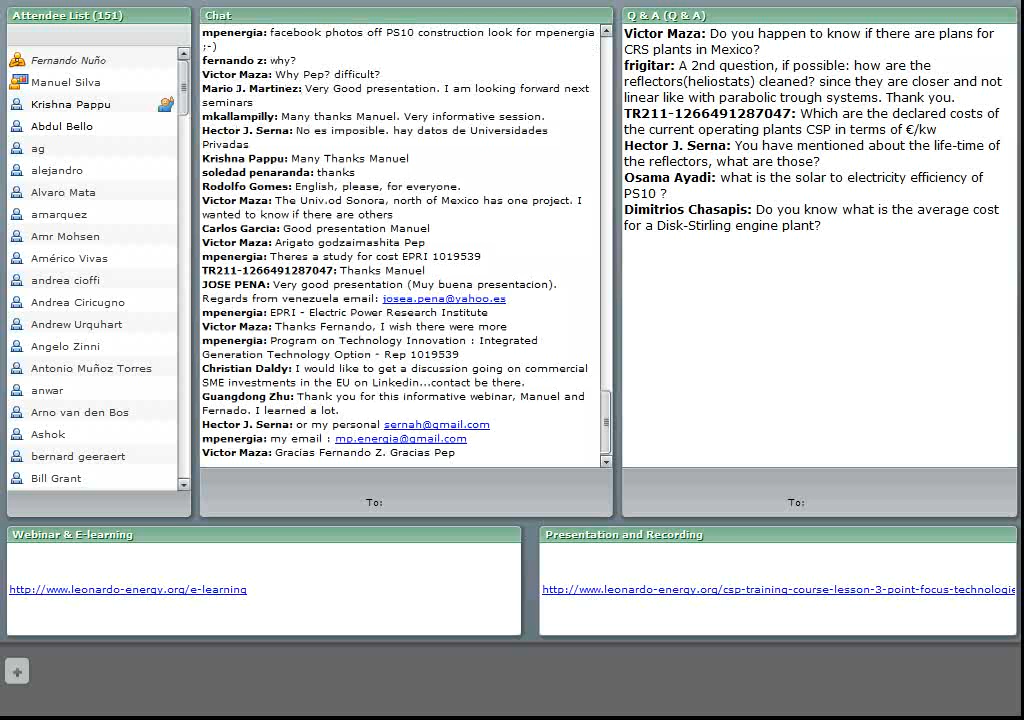 Attendee List (151)
Fernando Nuño
Manuel Silva
Krishna Pappu
Abdul Bello
ag
alejandro
Alvaro Mata
amarquez
Amr Mohsen
Américo Vivas
andrea cioffi
Andrea Ciricugno
Andrew Urquhart
Angelo Zinni
Antonio Muñoz Torres
anwar
Arno van den Bos
Ashok
bernard geeraert
Bill Grant
Chat
mpenergia: facebook photos off PS10 construction look for mpenergia
;-)
fernando z: why?
Victor Maza: Why Pep? difficult?
Mario J. Martinez: Very Good presentation. I am looking forward next
seminars
mkallampilly: Many thanks Manuel. Very informative session.
Hector J. Serna: No es imposible. hay datos de Universidades
Privadas
Krishna Pappu: Many Thanks Manuel
soledad penaranda: thanks
Rodolfo Gomes: English, please, for everyone.
Victor Maza: The Univ.od Sonora, north of Mexico has one project. I
wanted to know if there are others
Carlos Garcia: Good presentation Manuel
Victor Maza: Arigato godzaimashita Pep
mpenergia: Theres a study for cost EPRI 1019539
TR211-1266491287047: Thanks Manuel
JOSE PENA: Very good presentation (Muy buena presentacion).
Regards from venezuela email: josea.pena@yahoo.es
mpenergia: EPRI - Electric Power Research Institute
Victor Maza: Thanks Fernando, I wish there were more
mpenergia: Program on Technology Innovation : Integrated
Generation Technology Option - Rep 1019539
Christian Daldy: I would like to get a discussion going on commercial
SME investments in the EU on Linkedin...contact be there.
Guangdong Zhu: Thank you for this informative webinar, Manuel and
Fernado. I learned a lot.
Hector J. Serna: or my personal sernah@gmail.com
mpenergia: my email : mp.energia@gmail.com
Victor Maza: Gracias Fernando Z. Gracias Pep
To:
Q & A (Q & A)
Victor Maza: Do you happen to know if there are plans for
CRS plants in Mexico?
frigitar: A 2nd question, if possible: how are the
reflectors(heliostats) cleaned? since they are closer and not
linear like with parabolic trough systems. Thank you.
TR211-1266491287047: Which are the declared costs of
the current operating plants CSP in terms of €/kw
Hector J. Serna: You have mentioned about the life-time of
the reflectors, what are those?
Osama Ayadi: what is the solar to electricity efficiency of
PS10 ?
Dimitrios Chasapis: Do you know what is the average cost
for a Disk-Stirling engine plant?
To:
Webinar & E-learning
http://www.leonardo-energy.org/e-learning
Presentation and Recording
http://www.leonardo-energy.org/csp-training-course-lesson-3-point-focus-technologie